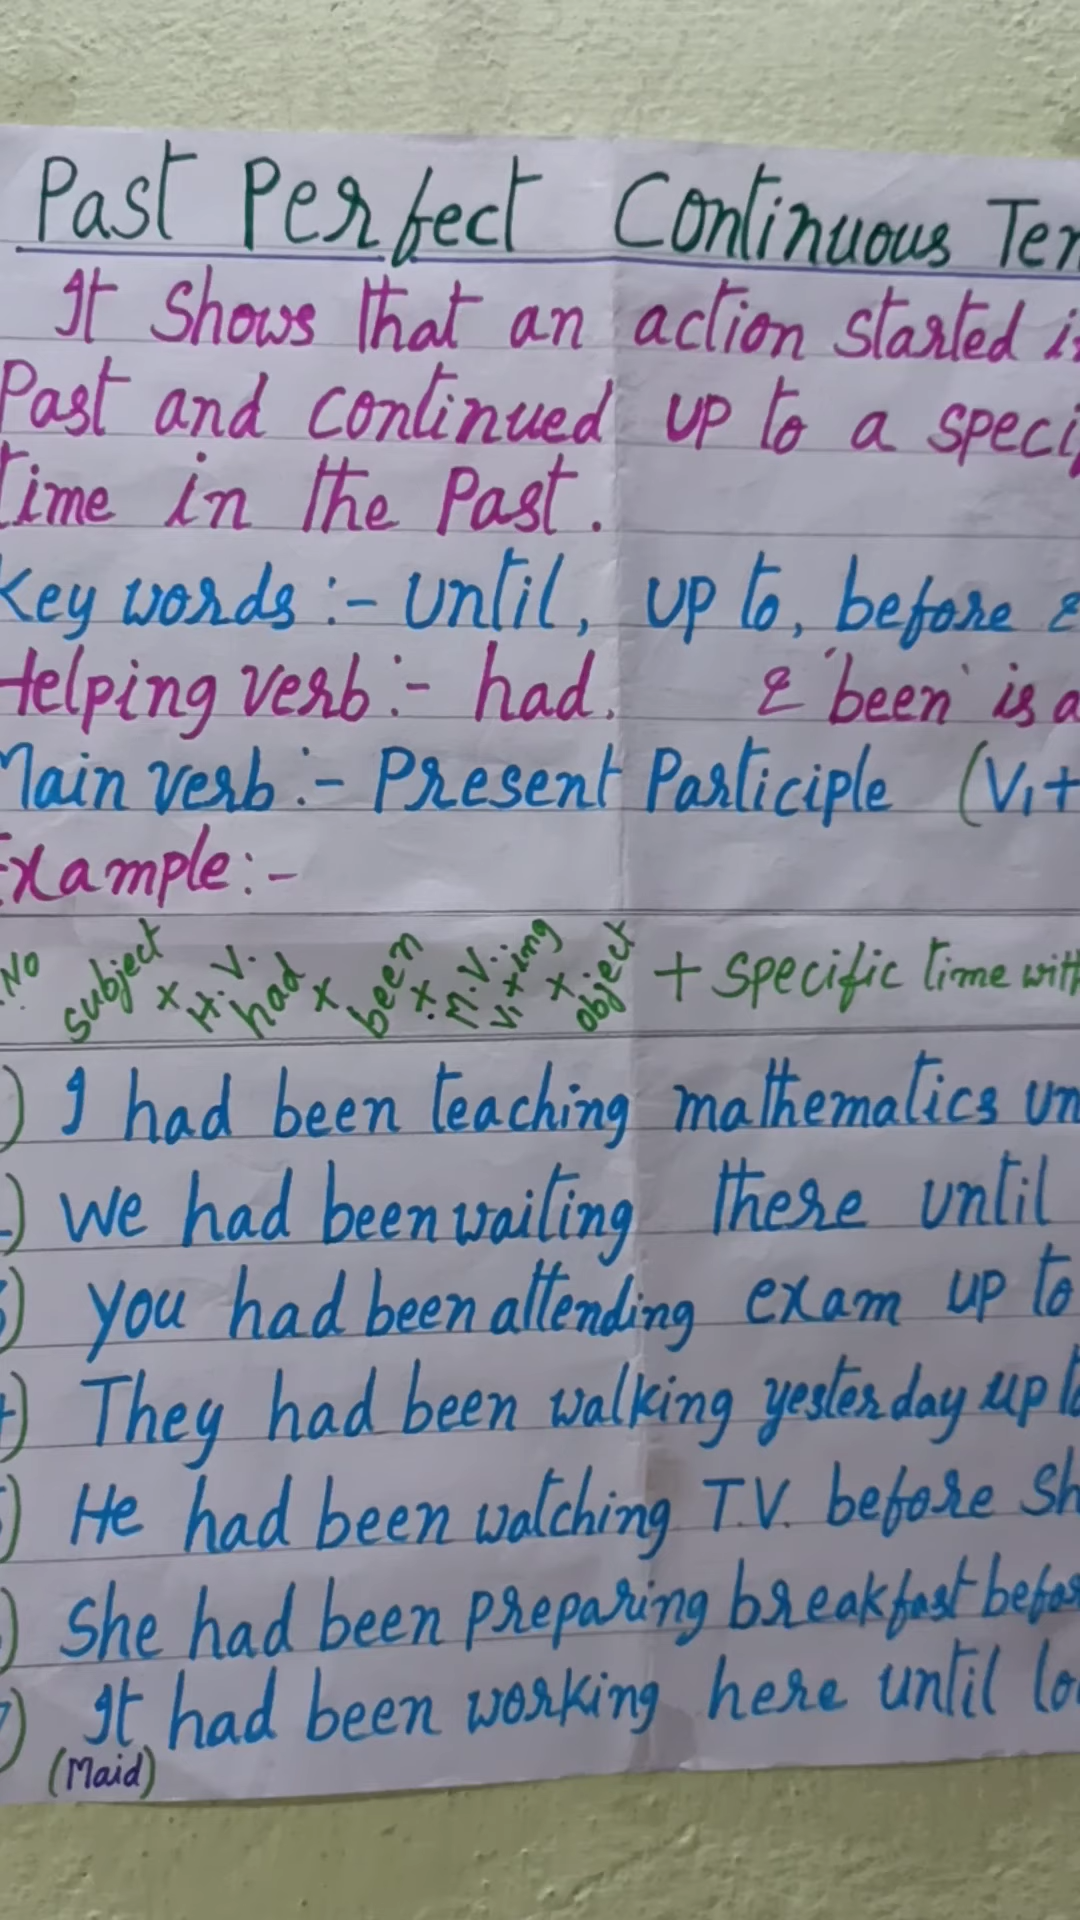 Past Perfect Continuous Ten
It Shows that an action started i
Past and continued up to a speci
time in the Past.
Key words :- until, up to, before &
Helping verb :- had. & 'been' is a
Main verb :- Present Participle (V1+
Example:-
.No subject x H.V. had x been x. M.V. V1+ing x object + specific time with
) I had been teaching mathematics un
) We had been waiting there until
) You had been attending exam up to
) They had been walking yesterday up to
) He had been watching T.V. before Sh
) She had been preparing breakfast befor
) It had been working here until lo
(Maid)